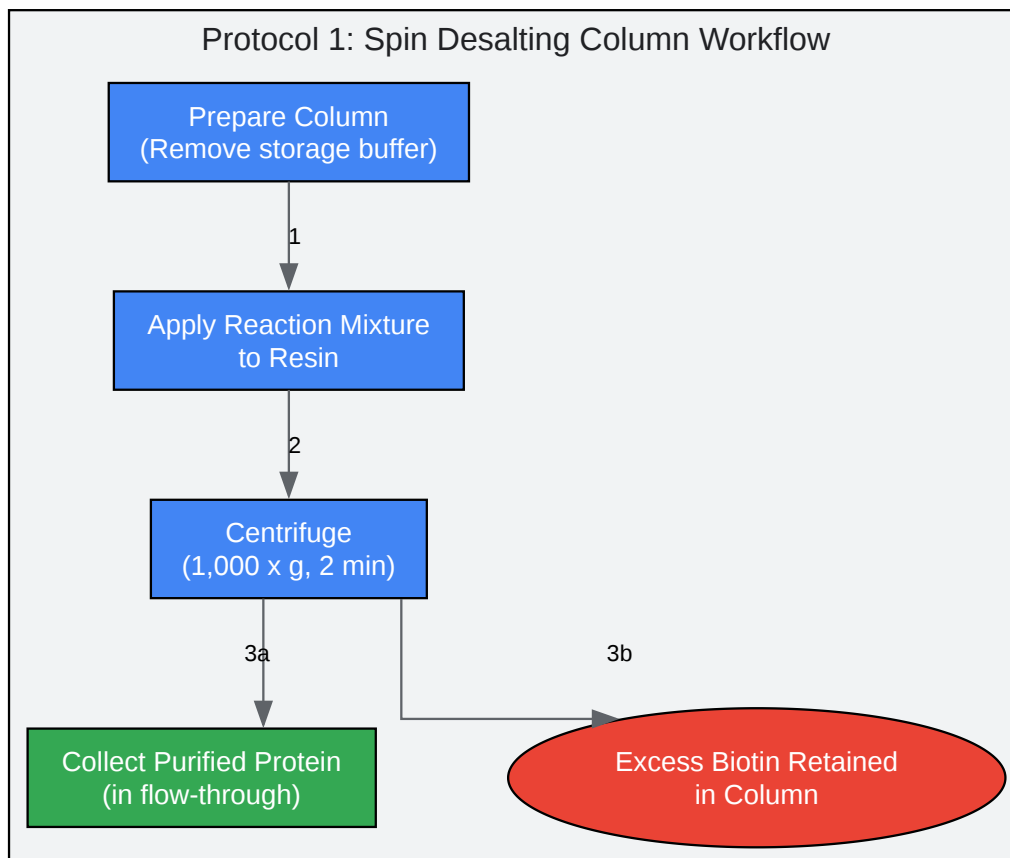 Protocol 1: Spin Desalting Column Workflow
Prepare Column
(Remove storage buffer)
1
Apply Reaction Mixture
to Resin
2
Centrifuge
(1,000 x g, 2 min)
3a
3b
Collect Purified Protein
(in flow-through)
Excess Biotin Retained
in Column